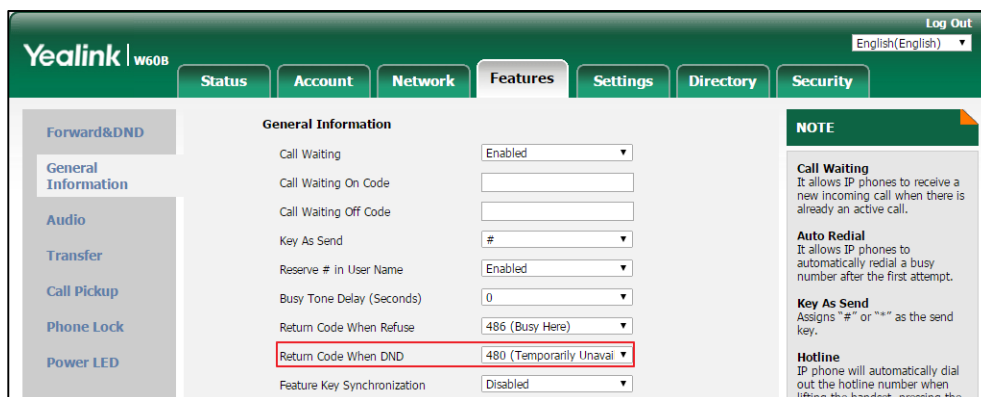 Log Out
English(English)
Yealink W60B
Status Account Network Features Settings Directory Security
Forward&DND
General
Information
Audio
Transfer
Call Pickup
Phone Lock
Power LED
General Information
Call Waiting Enabled
Call Waiting On Code
Call Waiting Off Code
Key As Send #
Reserve # in User Name Enabled
Busy Tone Delay (Seconds) 0
Return Code When Refuse 486 (Busy Here)
Return Code When DND 480 (Temporarily Unavai
Feature Key Synchronization Disabled
NOTE
Call Waiting
It allows IP phones to receive a
new incoming call when there is
already an active call.
Auto Redial
It allows IP phones to
automatically redial a busy
number after the first attempt.
Key As Send
Assigns "#" or "*" as the send
key.
Hotline
IP phone will automatically dial
out the hotline number when
lifting the handset, pressing the